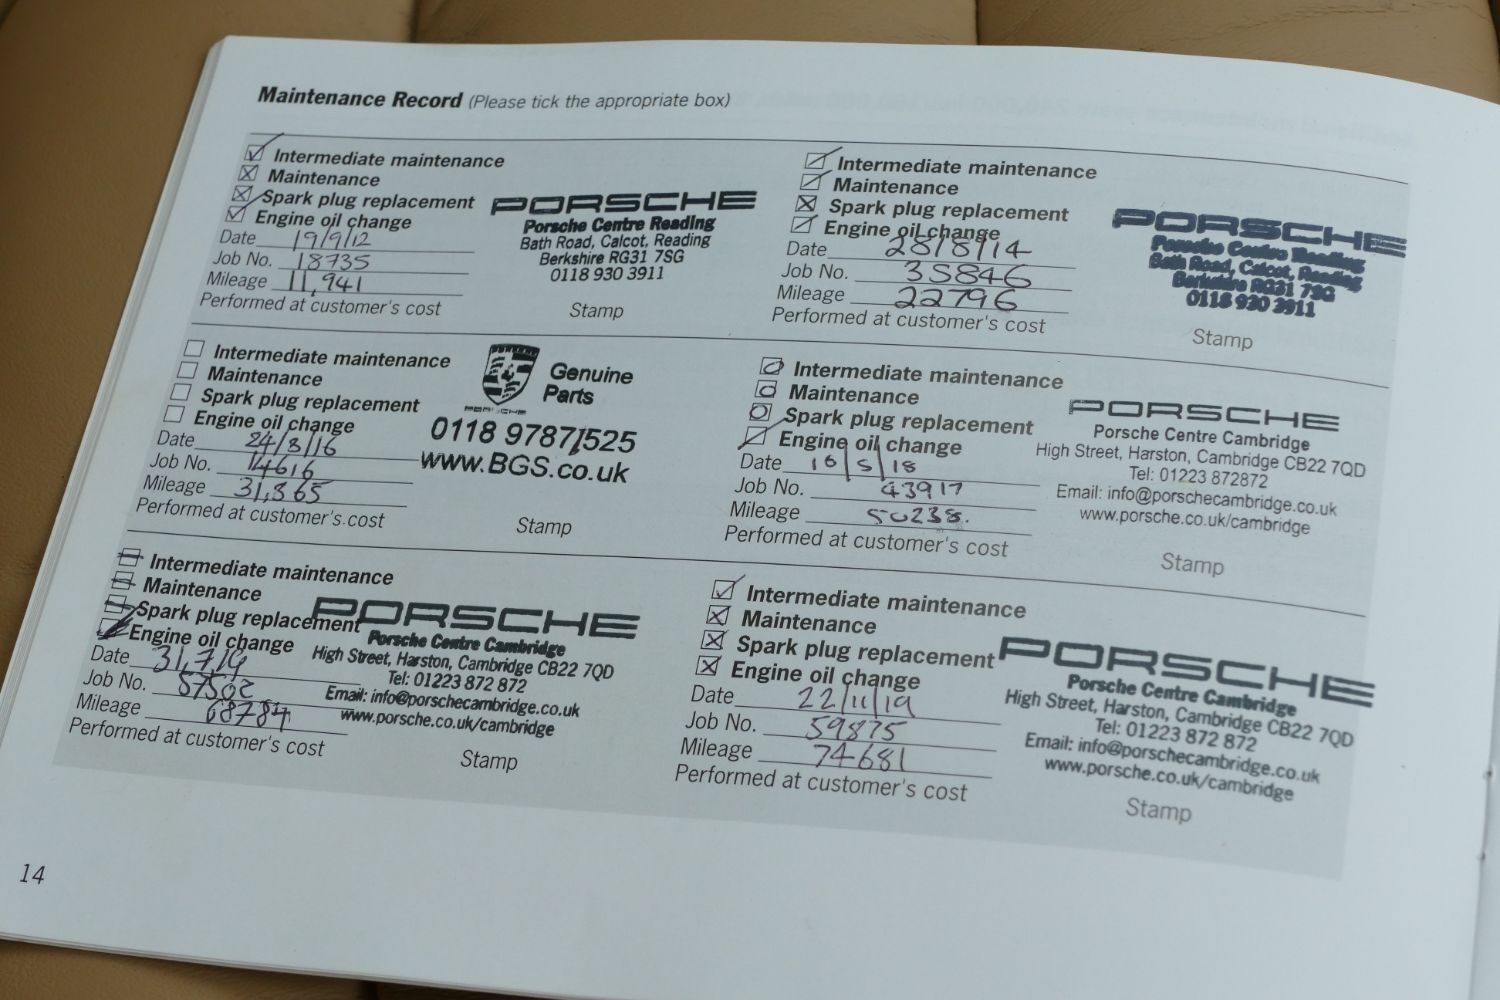 Maintenance Record (Please tick the appropriate box)
Intermediate maintenance
Maintenance
Spark plug replacement
Engine oil change
Date 19/9/12
Job No. 18735
Mileage 11,941
Performed at customer's cost
PORSCHE
Porsche Centre Reading
Bath Road, Calcot, Reading
Berkshire RG31 7SG
0118 930 3911
Stamp
Intermediate maintenance
Maintenance
Spark plug replacement
Engine oil change
Date 28/8/14
Job No. 35846
Mileage 22796
Performed at customer's cost
PORSCHE
Porsche Centre Reading
Bath Road, Calcot, Reading
Berkshire RG31 7SG
0118 930 3911
Stamp
Intermediate maintenance
Maintenance
Spark plug replacement
Engine oil change
Date 24/3/16
Job No. 14616
Mileage 31,365
Performed at customer's cost
PORSCHE
Genuine
Parts
0118 9787525
www.BGS.co.uk
Stamp
Intermediate maintenance
Maintenance
Spark plug replacement
Engine oil change
Date 16/5/18
Job No. 43917
Mileage 50238.
Performed at customer's cost
PORSCHE
Porsche Centre Cambridge
High Street, Harston, Cambridge CB22 7QD
Tel: 01223 872872
Email: info@porschecambridge.co.uk
www.porsche.co.uk/cambridge
Stamp
Intermediate maintenance
Maintenance
Spark plug replacement
Engine oil change
Date
Job No.
Mileage 68784
Performed at customer's cost
PORSCHE
Porsche Centre Cambridge
High Street, Harston, Cambridge CB22 7QD
Tel: 01223 872 872
Email: info@porschecambridge.co.uk
www.porsche.co.uk/cambridge
Stamp
Intermediate maintenance
Maintenance
Spark plug replacement
Engine oil change
Date 22/11/19
Job No. 59875
Mileage 74681
Performed at customer's cost
PORSCHE
Porsche Centre Cambridge
High Street, Harston, Cambridge CB22 7QD
Tel: 01223 872 872
Email: info@porschecambridge.co.uk
www.porsche.co.uk/cambridge
Stamp
14